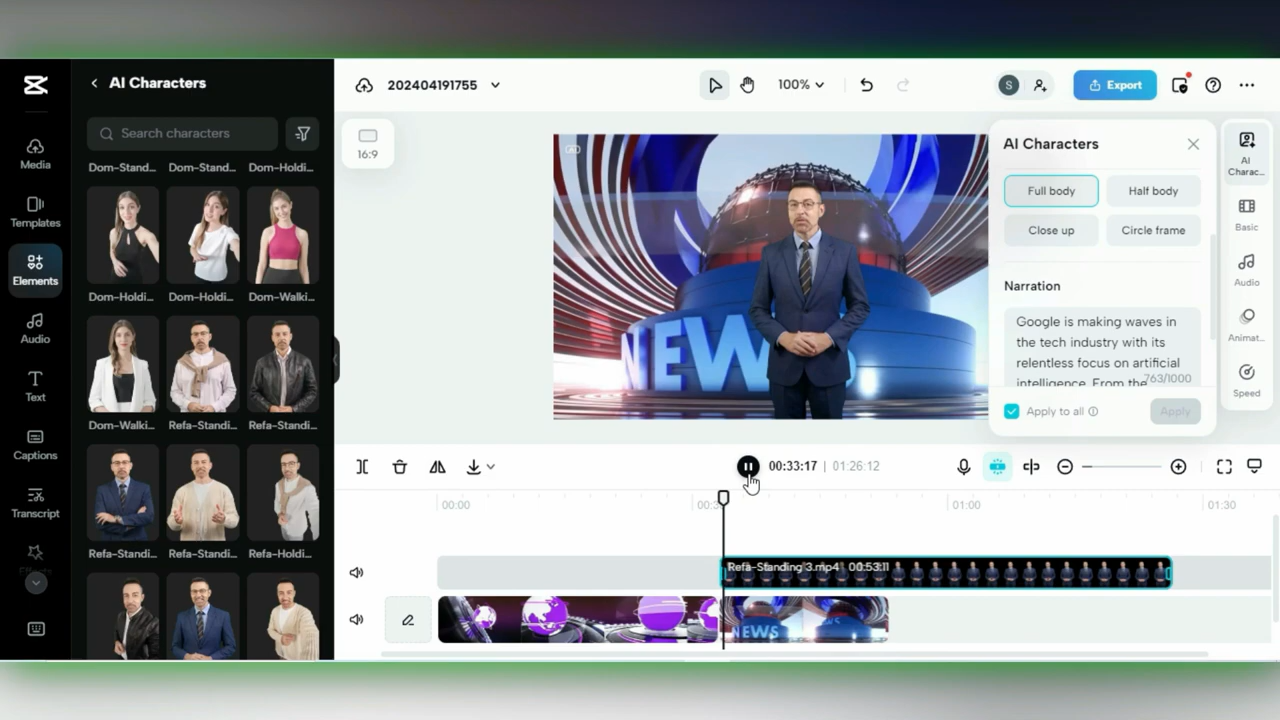 AI Characters
Search characters
Dom-Stand... Dom-Stand... Dom-Holdi...
Dom-Holdi... Dom-Holdi... Dom-Walki...
Dom-Walki... Refa-Standi... Refa-Standi...
Refa-Standi... Refa-Standi... Refa-Holdi...
Media
Templates
Elements
Audio
Text
Captions
Transcript
202404191755
100%
S
Export
16:9
NEWS
AI Characters
Full body
Half body
Close up
Circle frame
Narration
Google is making waves in
the tech industry with its
relentless focus on artificial
intelligence. From the
763/1000
Apply to all
Apply
AI
Charac...
Basic
Audio
Animat...
Speed
00:33:17 | 01:26:12
00:00
01:00
01:30
Refa-Standing 3.mp4 00:53:11
NEWS